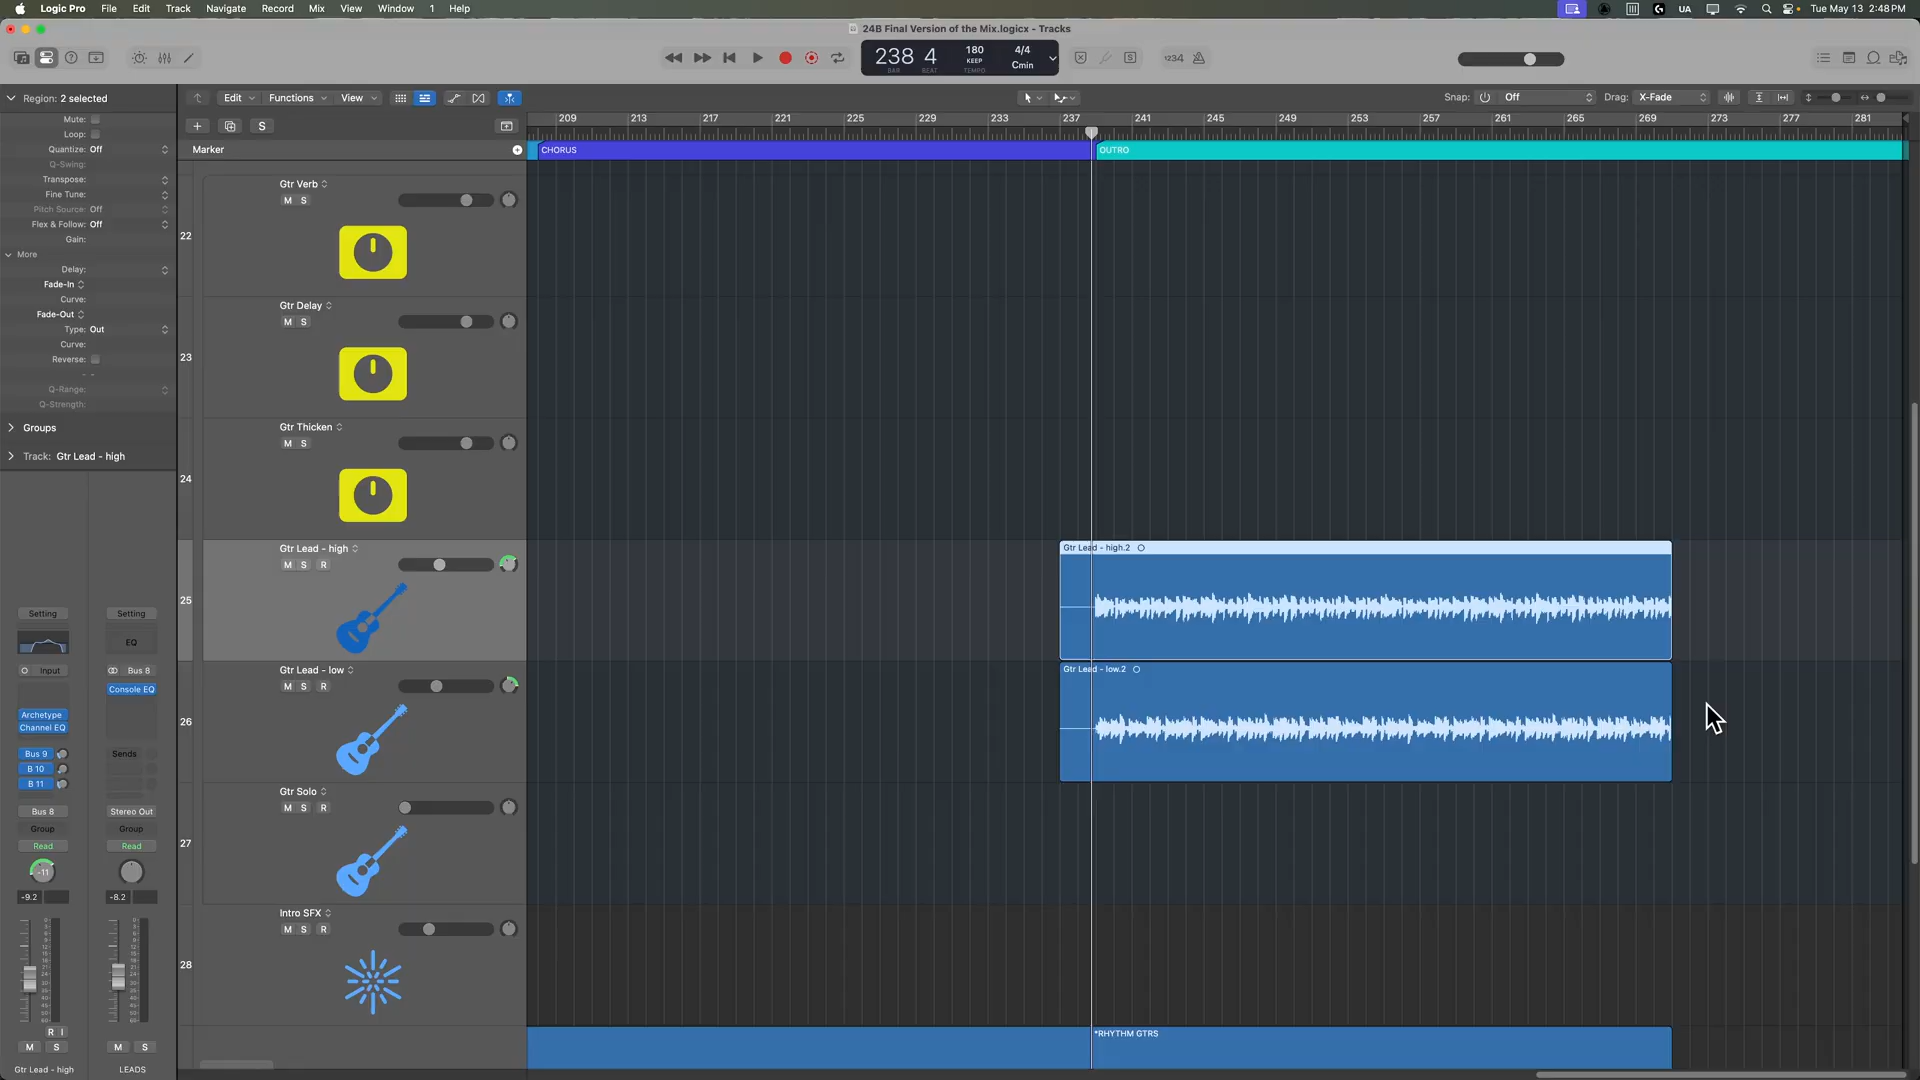 Logic Pro File Edit Track Navigate Record Mix View Window 1 Help UA Tue May 13 2:48 PM
24B Final Version of the Mix.logicx - Tracks
238 4 180 4/4
KEEP Cmin
BAR BEAT TEMPO
1234
Region: 2 selected
Edit Functions View Snap: Off Drag: X-Fade
Mute:
Loop:
Quantize: Off
Q-Swing:
Transpose:
Fine Tune:
Pitch Source: Off
Flex & Follow: Off
Gain:
More
Delay:
Fade-In
Curve:
Fade-Out
Type: Out
Curve:
Reverse:
Q-Range:
Q-Strength:
Groups
Track: Gtr Lead - high
S
209 213 217 221 225 229 233 237 241 245 249 253 257 261 265 269 273 277 281
Marker
CHORUS OUTRO
22 Gtr Verb
M S
23 Gtr Delay
M S
24 Gtr Thicken
M S
25 Gtr Lead - high
M S R
Gtr Lead - high.2
26 Gtr Lead - low
M S R
Gtr Lead - low.2
27 Gtr Solo
M S R
28 Intro SFX
M S R
*RHYTHM GTRS
Setting Setting
EQ
Input Bus 8
Console EQ
Archetype
Channel EQ
Bus 9 Sends
B 10
B 11
Bus 8 Stereo Out
Group Group
Read Read
-11
-9.2 -8.2
R I
M S M S
Gtr Lead - high LEADS